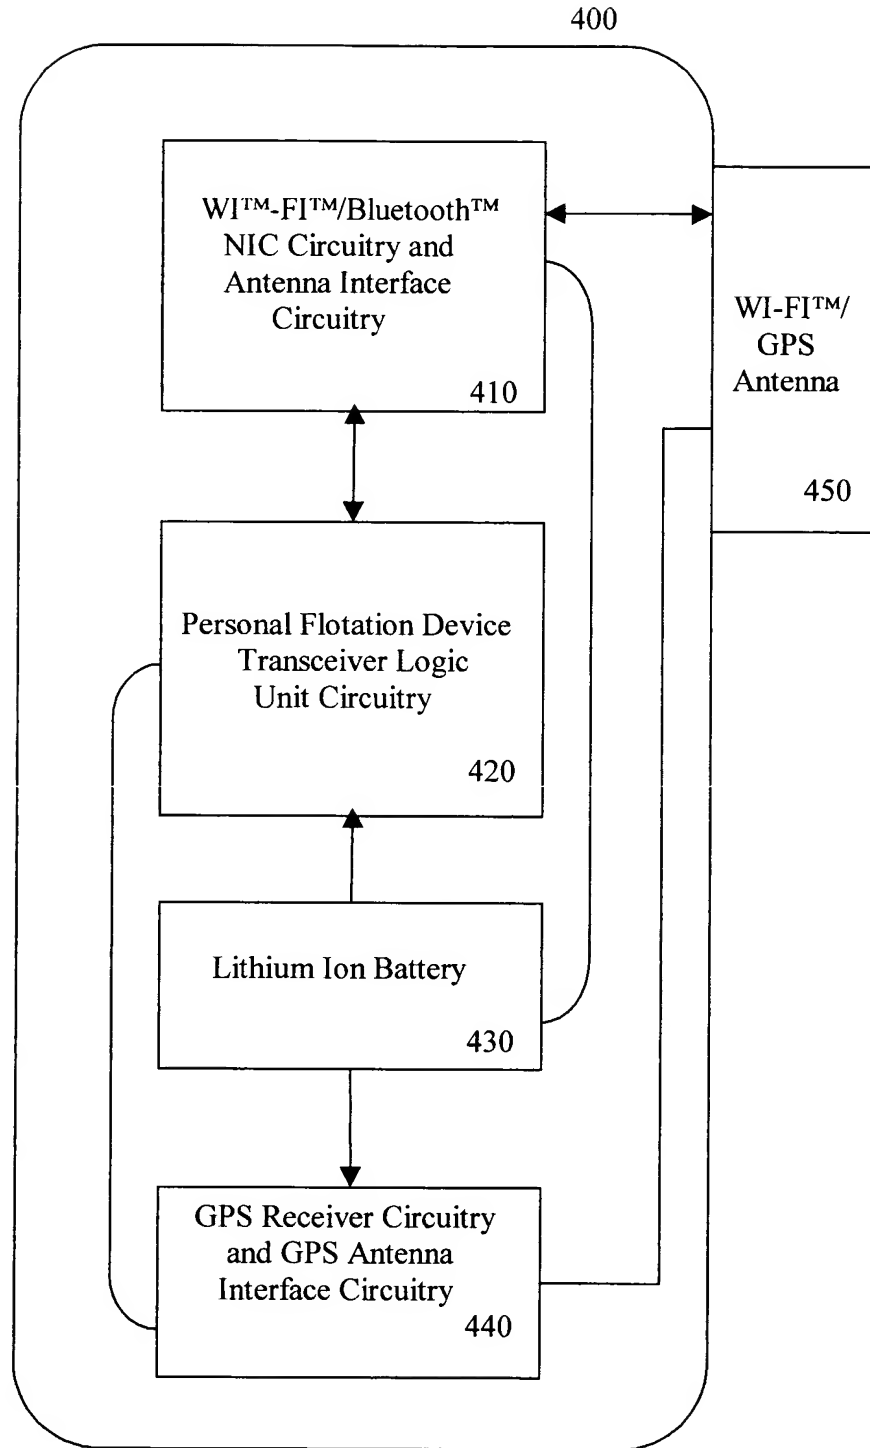 400
WI™-FI™/Bluetooth™
NIC Circuitry and
Antenna Interface
Circuitry
410
WI-FI™/
GPS
Antenna
450
Personal Flotation Device
Transceiver Logic
Unit Circuitry
420
Lithium Ion Battery
430
GPS Receiver Circuitry
and GPS Antenna
Interface Circuitry
440